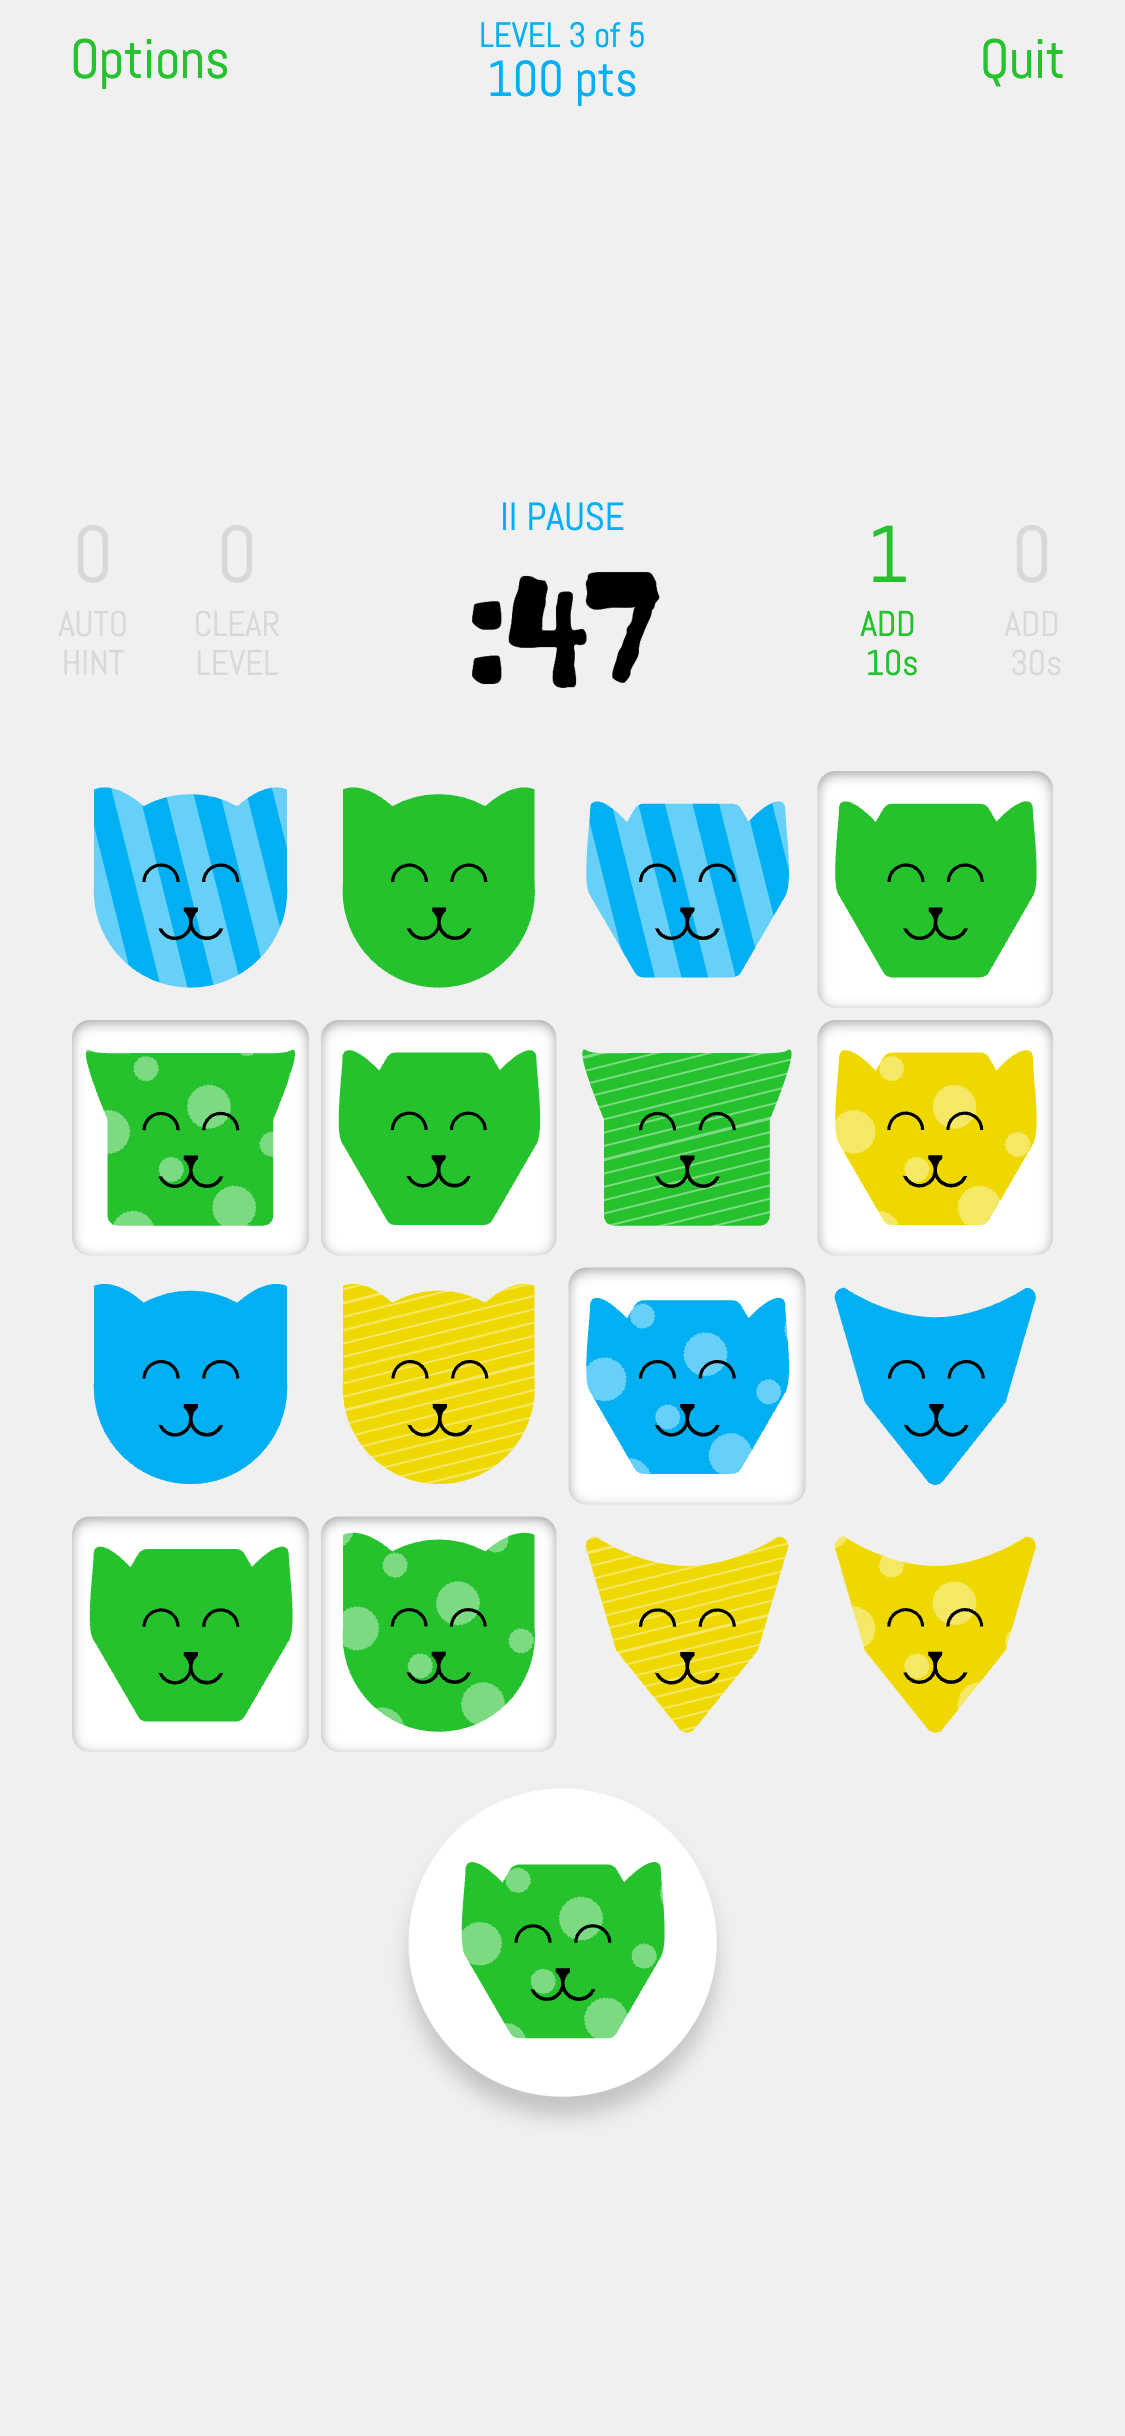 Options
LEVEL 3 of 5
100 pts
Quit
II PAUSE
:47
0
AUTO
HINT
0
CLEAR
LEVEL
1
ADD
10s
0
ADD
30s